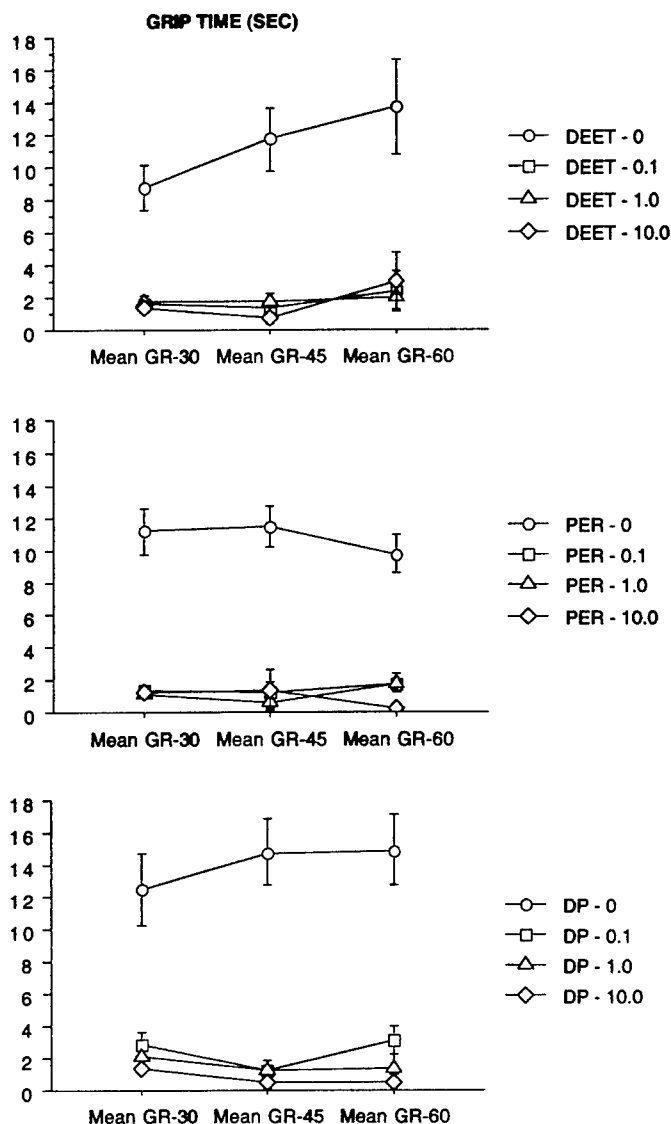 GRIP TIME (SEC)
18
16
14
12
10
8
6
4
2
0
Mean GR-30 Mean GR-45 Mean GR-60
DEET - 0
DEET - 0.1
DEET - 1.0
DEET - 10.0
18
16
14
12
10
8
6
4
2
0
Mean GR-30 Mean GR-45 Mean GR-60
PER - 0
PER - 0.1
PER - 1.0
PER - 10.0
18
16
14
12
10
8
6
4
2
0
Mean GR-30 Mean GR-45 Mean GR-60
DP - 0
DP - 0.1
DP - 1.0
DP - 10.0